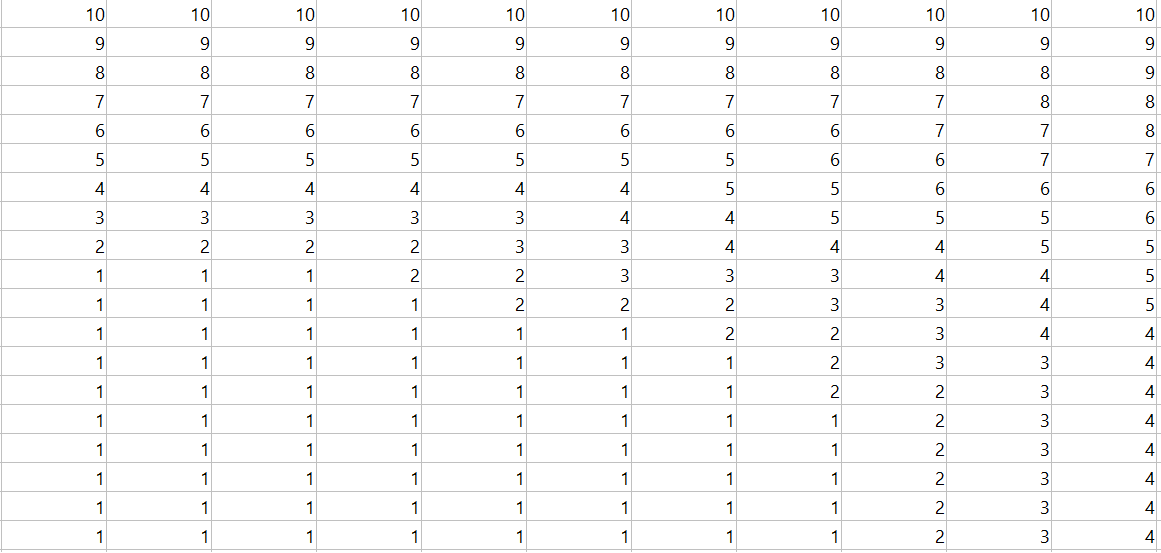 10 10 10 10 10 10 10 10 10 10 10
9 9 9 9 9 9 9 9 9 9 9
8 8 8 8 8 8 8 8 8 8 9
7 7 7 7 7 7 7 7 7 8 8
6 6 6 6 6 6 6 6 7 7 8
5 5 5 5 5 5 5 6 6 7 7
4 4 4 4 4 4 5 5 6 6 6
3 3 3 3 3 4 4 5 5 5 6
2 2 2 2 3 3 4 4 4 5 5
1 1 1 2 2 3 3 3 4 4 5
1 1 1 1 2 2 2 3 3 4 5
1 1 1 1 1 1 2 2 3 4 4
1 1 1 1 1 1 1 2 3 3 4
1 1 1 1 1 1 1 2 2 3 4
1 1 1 1 1 1 1 1 2 3 4
1 1 1 1 1 1 1 1 2 3 4
1 1 1 1 1 1 1 1 2 3 4
1 1 1 1 1 1 1 1 2 3 4
1 1 1 1 1 1 1 1 2 3 4